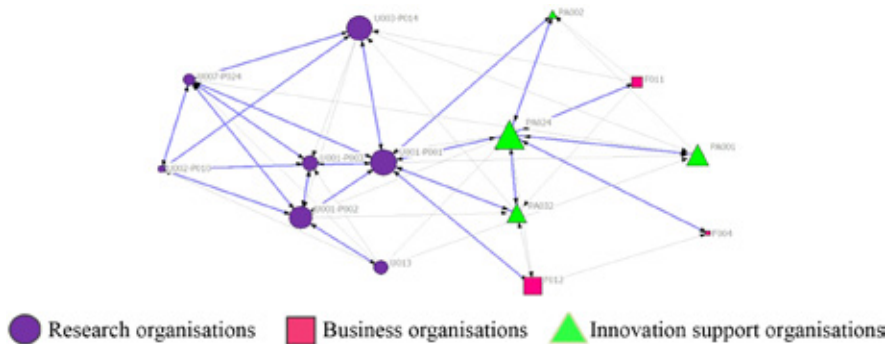 U003-P014
PA002
U007-P024
P011
PA024
U001-P003
U001-P001
PA001
U002-P010
U001-P002
PA032
P004
U013
P012
Research organisations
Business organisations
Innovation support organisations